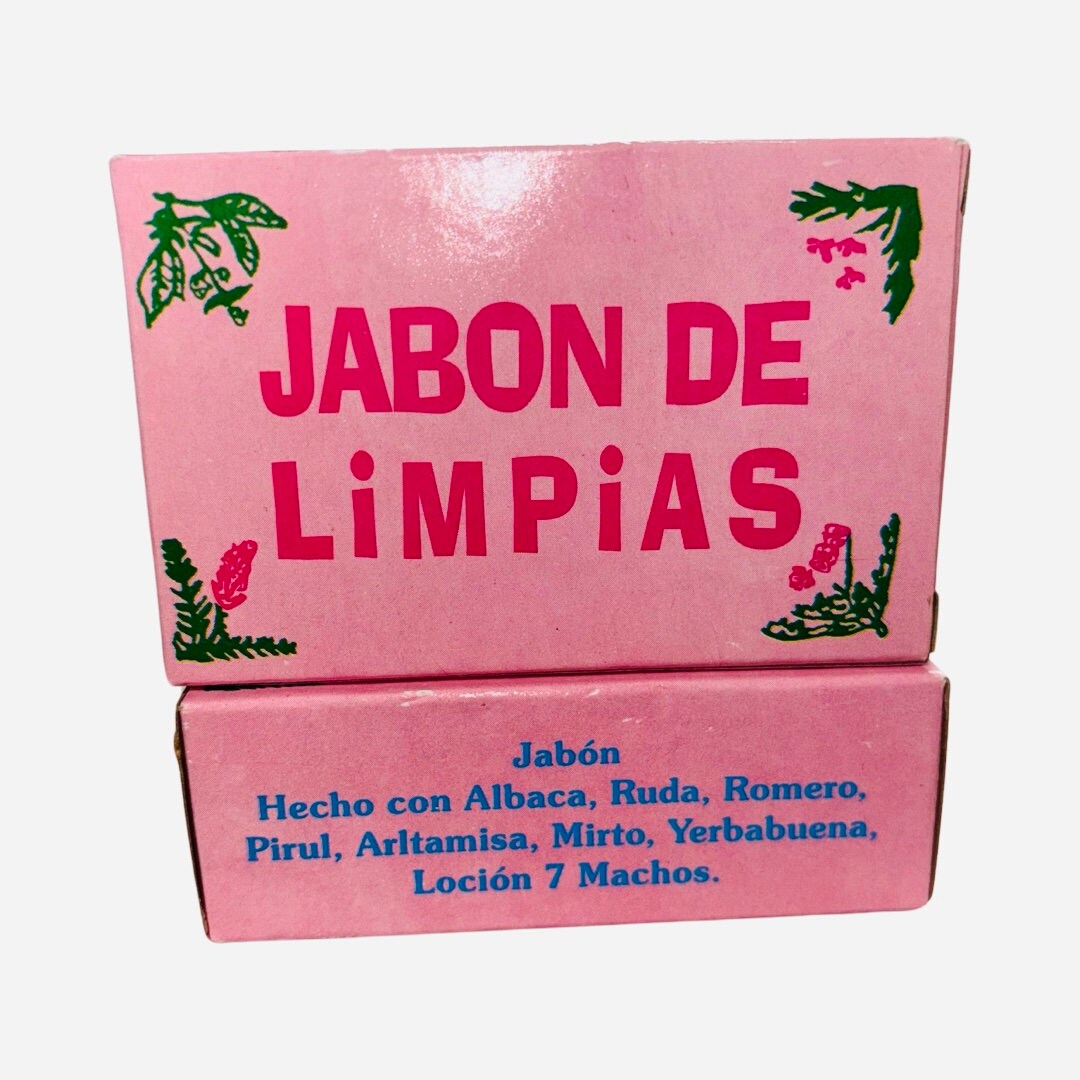 JABON DE
LiMPiAS
Jabón
Hecho con Albaca, Ruda, Romero,
Pirul, Arltamisa, Mirto, Yerbabuena,
Loción 7 Machos.